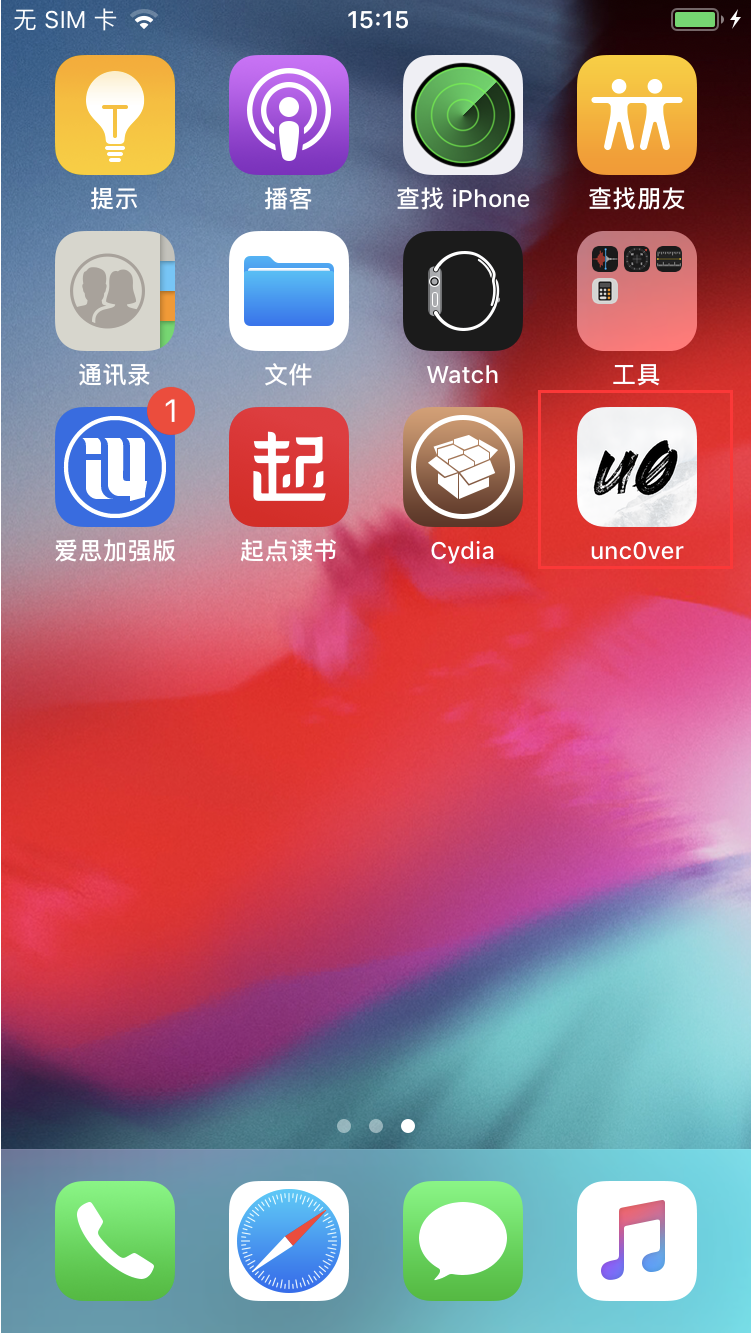 无 SIM 卡 15:15
提示 播客 查找 iPhone 查找朋友
通讯录 文件 Watch 工具
1
起 u0
爱思加强版 起点读书 Cydia unc0ver